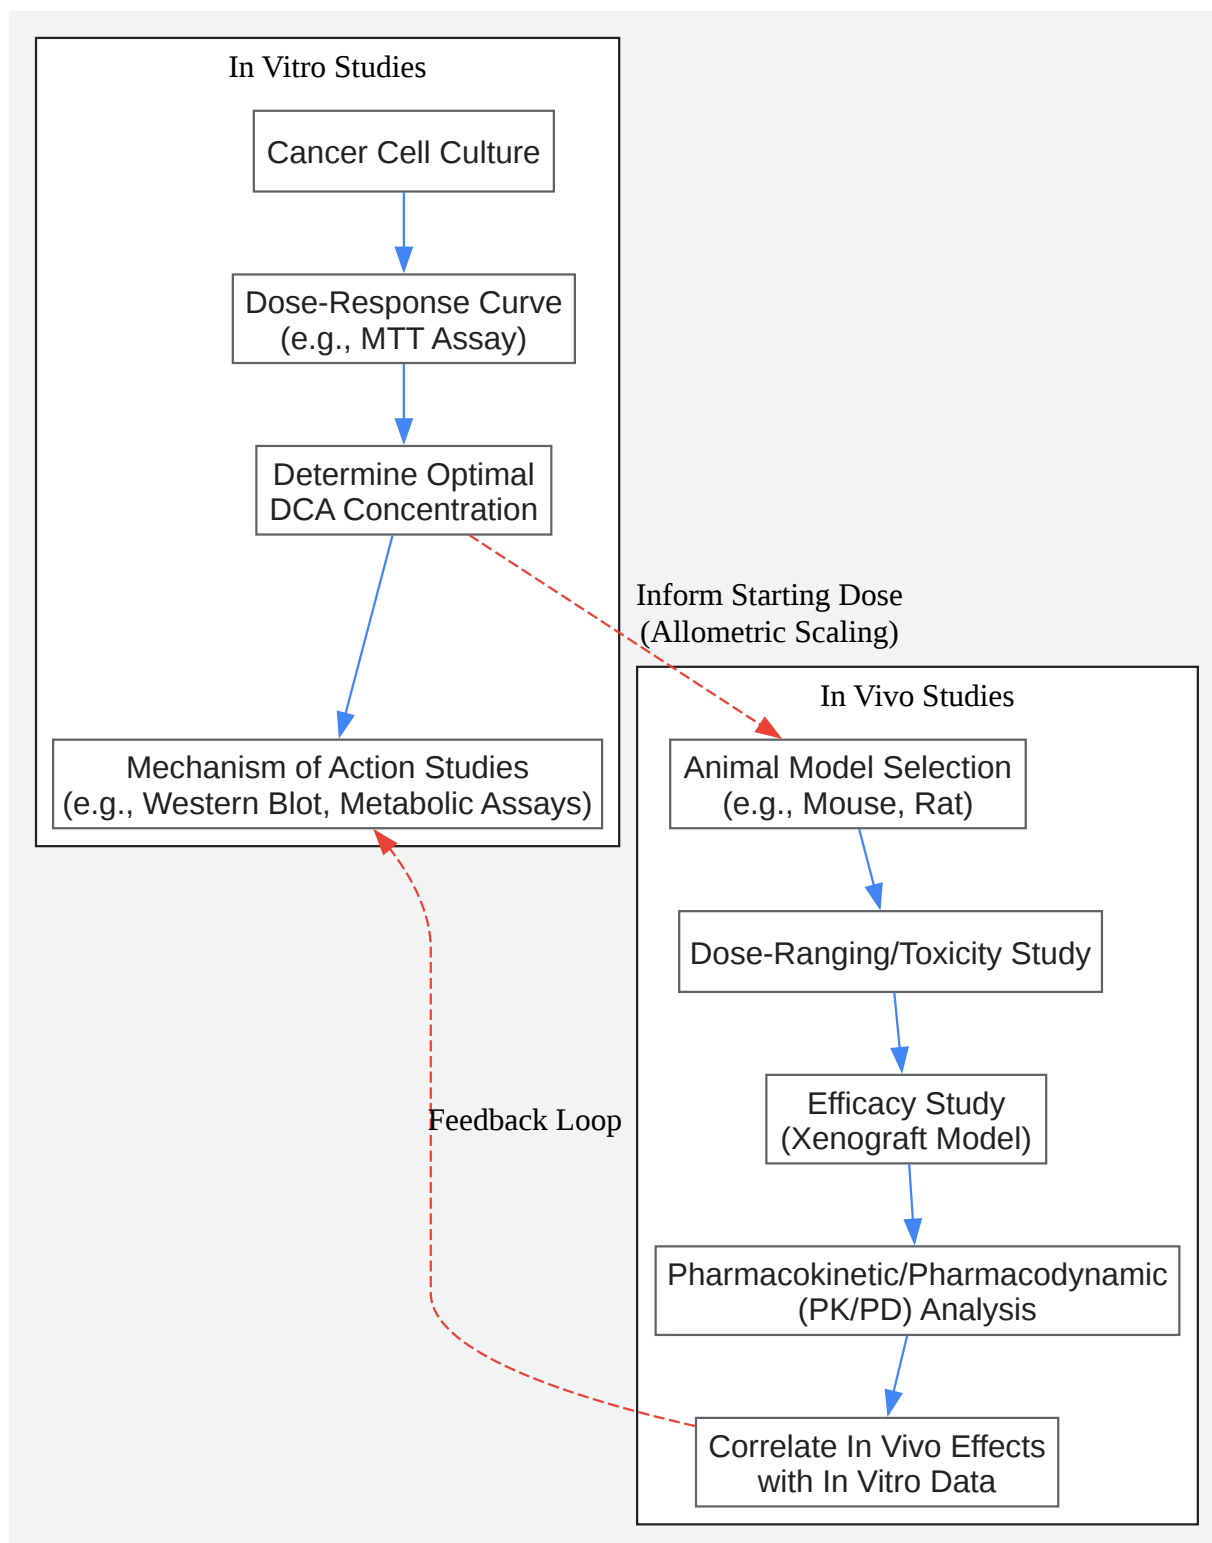 In Vitro Studies
Cancer Cell Culture
Dose-Response Curve
(e.g., MTT Assay)
Determine Optimal
DCA Concentration
Inform Starting Dose
(Allometric Scaling)
Mechanism of Action Studies
(e.g., Western Blot, Metabolic Assays)
In Vivo Studies
Animal Model Selection
(e.g., Mouse, Rat)
Dose-Ranging/Toxicity Study
Efficacy Study
(Xenograft Model)
Feedback Loop
Pharmacokinetic/Pharmacodynamic
(PK/PD) Analysis
Correlate In Vivo Effects
with In Vitro Data